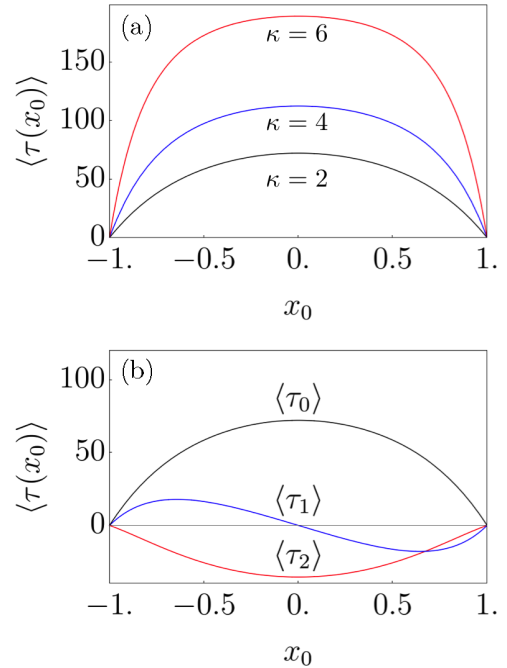 (a)
κ = 6
κ = 4
κ = 2
⟨τ(x₀)⟩
150
100
50
0
−1. −0.5 0. 0.5 1.
x₀
(b)
⟨τ₀⟩
⟨τ₁⟩
⟨τ₂⟩
⟨τ(x₀)⟩
100
50
0
−1. −0.5 0. 0.5 1.
x₀